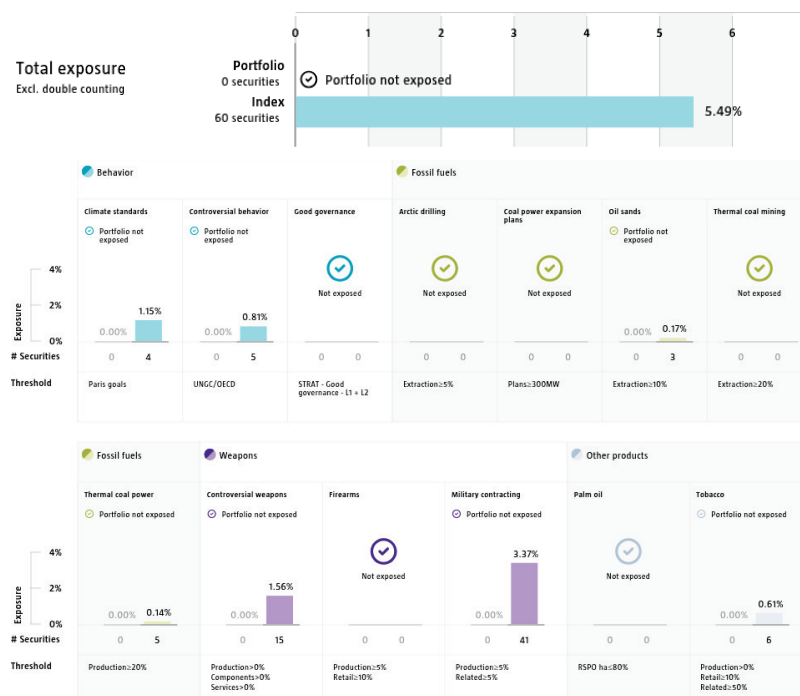 0 1 2 3 4 5 6
Total exposure
Excl. double counting
Portfolio
0 securities
Portfolio not exposed
Index
60 securities
5.49%
Behavior
Fossil fuels
Climate standards
Portfolio not
exposed
Controversial behavior
Portfolio not
exposed
Good governance
Not exposed
Arctic drilling
Not exposed
Coal power expansion
plans
Not exposed
Oil sands
Portfolio not
exposed
Thermal coal mining
Not exposed
Exposure
4%
2%
0%
0.00% 1.15%
0.00% 0.81%
0.00% 0.17%
# Securities 0 4 0 5 0 0 0 0 0 0 0 3 0 0
Threshold
Paris goals
UNGC/OECD
STRAT - Good
governance - L1 + L2
Extraction≥5%
Plans≥300MW
Extraction≥10%
Extraction≥20%
Fossil fuels
Weapons
Other products
Thermal coal power
Portfolio not exposed
Controversial weapons
Portfolio not exposed
Firearms
Not exposed
Military contracting
Portfolio not exposed
Palm oil
Not exposed
Tobacco
Portfolio not exposed
Exposure
4%
2%
0%
0.00% 0.14%
0.00% 1.56%
0.00% 3.37%
0.00% 0.61%
# Securities 0 5 0 15 0 0 0 41 0 0 0 6
Threshold
Production≥20%
Production>0%
Components>0%
Services>0%
Production≥5%
Retail≥10%
Production≥5%
Related≥5%
RSPO ha≤80%
Production>0%
Retail≥10%
Related≥50%